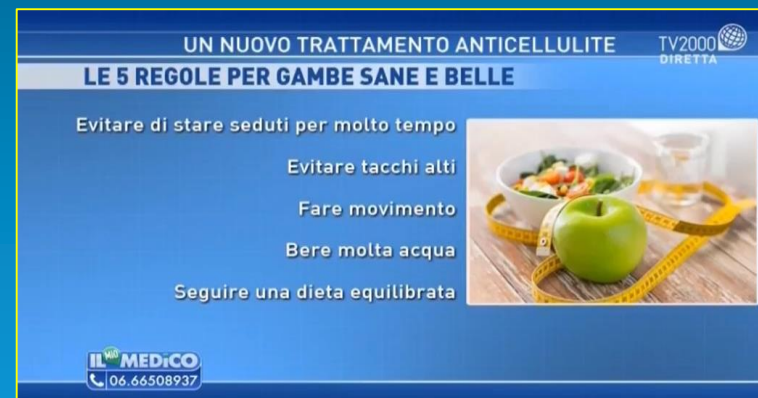 UN NUOVO TRATTAMENTO ANTICELLULITE
TV2000
DIRETTA
LE 5 REGOLE PER GAMBE SANE E BELLE
Evitare di stare seduti per molto tempo
Evitare tacchi alti
Fare movimento
Bere molta acqua
Seguire una dieta equilibrata
IL MIO MEDiCO
06.66508937